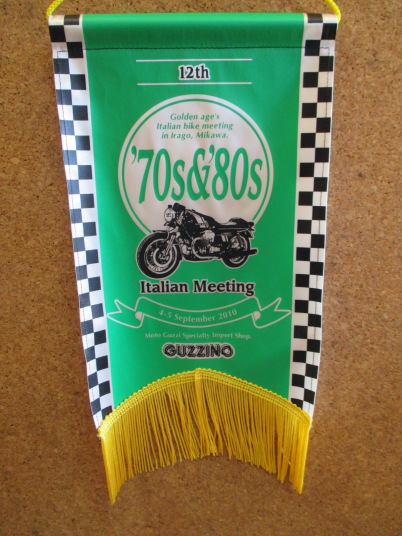 12th
Golden age's
Italian bike meeting
in Irago, Mikawa.
'70s&'80s
Italian Meeting
4-5 September 2010
Moto Guzzi Specialty Import Shop.
GUZZINO